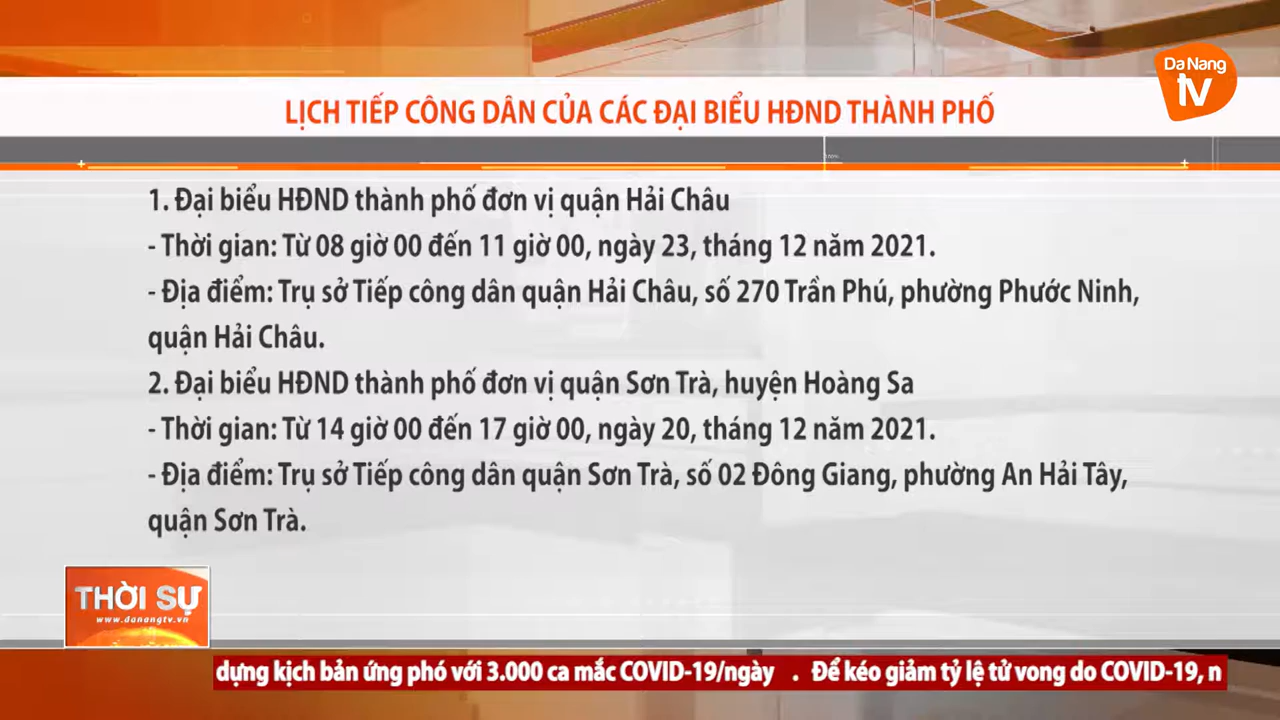 Da Nang
tv
LỊCH TIẾP CÔNG DÂN CỦA CÁC ĐẠI BIỂU HĐND THÀNH PHỐ
100%
1. Đại biểu HĐND thành phố đơn vị quận Hải Châu
- Thời gian: Từ 08 giờ 00 đến 11 giờ 00, ngày 23, tháng 12 năm 2021.
- Địa điểm: Trụ sở Tiếp công dân quận Hải Châu, số 270 Trần Phú, phường Phước Ninh,
quận Hải Châu.
2. Đại biểu HĐND thành phố đơn vị quận Sơn Trà, huyện Hoàng Sa
- Thời gian: Từ 14 giờ 00 đến 17 giờ 00, ngày 20, tháng 12 năm 2021.
- Địa điểm: Trụ sở Tiếp công dân quận Sơn Trà, số 02 Đông Giang, phường An Hải Tây,
quận Sơn Trà.
THỜI SỰ
www.danangtv.vn
dựng kịch bản ứng phó với 3.000 ca mắc COVID-19/ngày . Để kéo giảm tỷ lệ tử vong do COVID-19, n